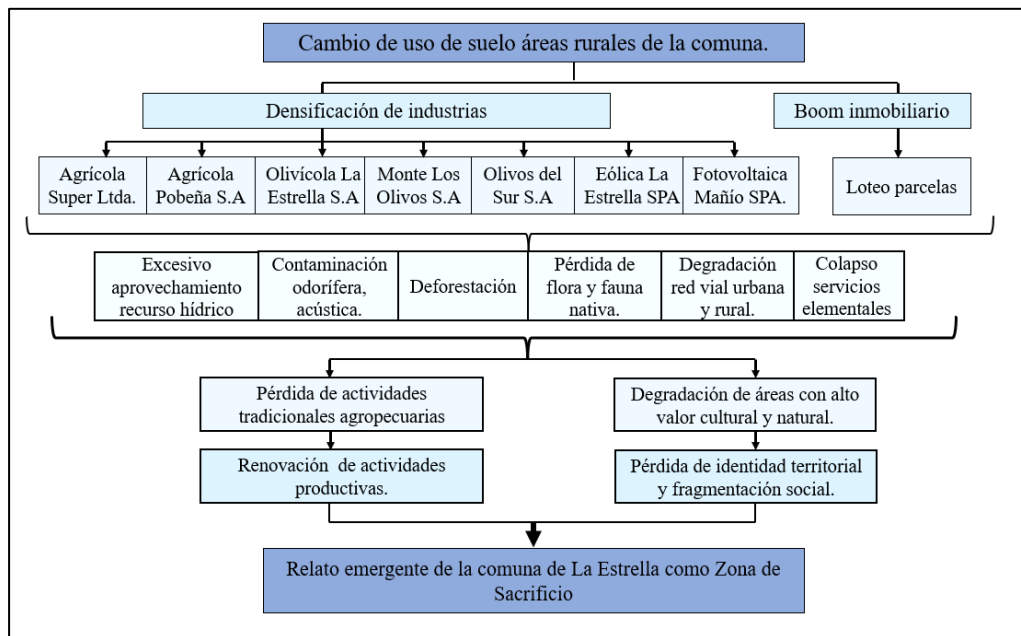 Cambio de uso de suelo áreas rurales de la comuna.
Densificación de industrias
Boom inmobiliario
Agrícola
Super Ltda.
Agrícola
Pobeña S.A
Olivícola La
Estrella S.A
Monte Los
Olivos S.A
Olivos del
Sur S.A
Eólica La
Estrella SPA
Fotovoltaica
Mañío SPA.
Loteo parcelas
Excesivo
aprovechamiento
recurso hídrico
Contaminación
odorífera,
acústica.
Deforestación
Pérdida de
flora y fauna
nativa.
Degradación
red vial urbana
y rural.
Colapso
servicios
elementales
Pérdida de actividades
tradicionales agropecuarias
Degradación de áreas con alto
valor cultural y natural.
Renovación de actividades
productivas.
Pérdida de identidad territorial
y fragmentación social.
Relato emergente de la comuna de La Estrella como Zona de
Sacrificio